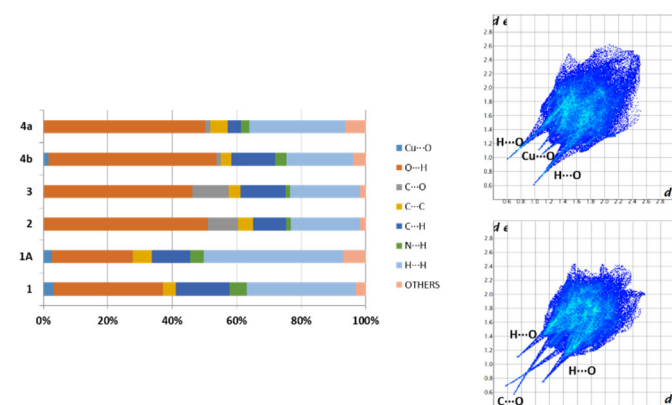 4a
4b
3
2
1A
1
0% 20% 40% 60% 80% 100%
Cu···O
O···H
C···O
C···C
C···H
N···H
H···H
OTHERS
d e
2.8
2.6
2.4
2.2
2.0
1.8
1.6
1.4
1.2
1.0
0.8
0.6
H···O
Cu···O
H···O
0.6 0.8 1.0 1.2 1.4 1.6 1.8 2.0 2.2 2.4 2.6 2.8
d
d e
2.8
2.6
2.4
2.2
2.0
1.8
1.6
1.4
1.2
1.0
0.8
0.6
H···O
H···O
C···O
d